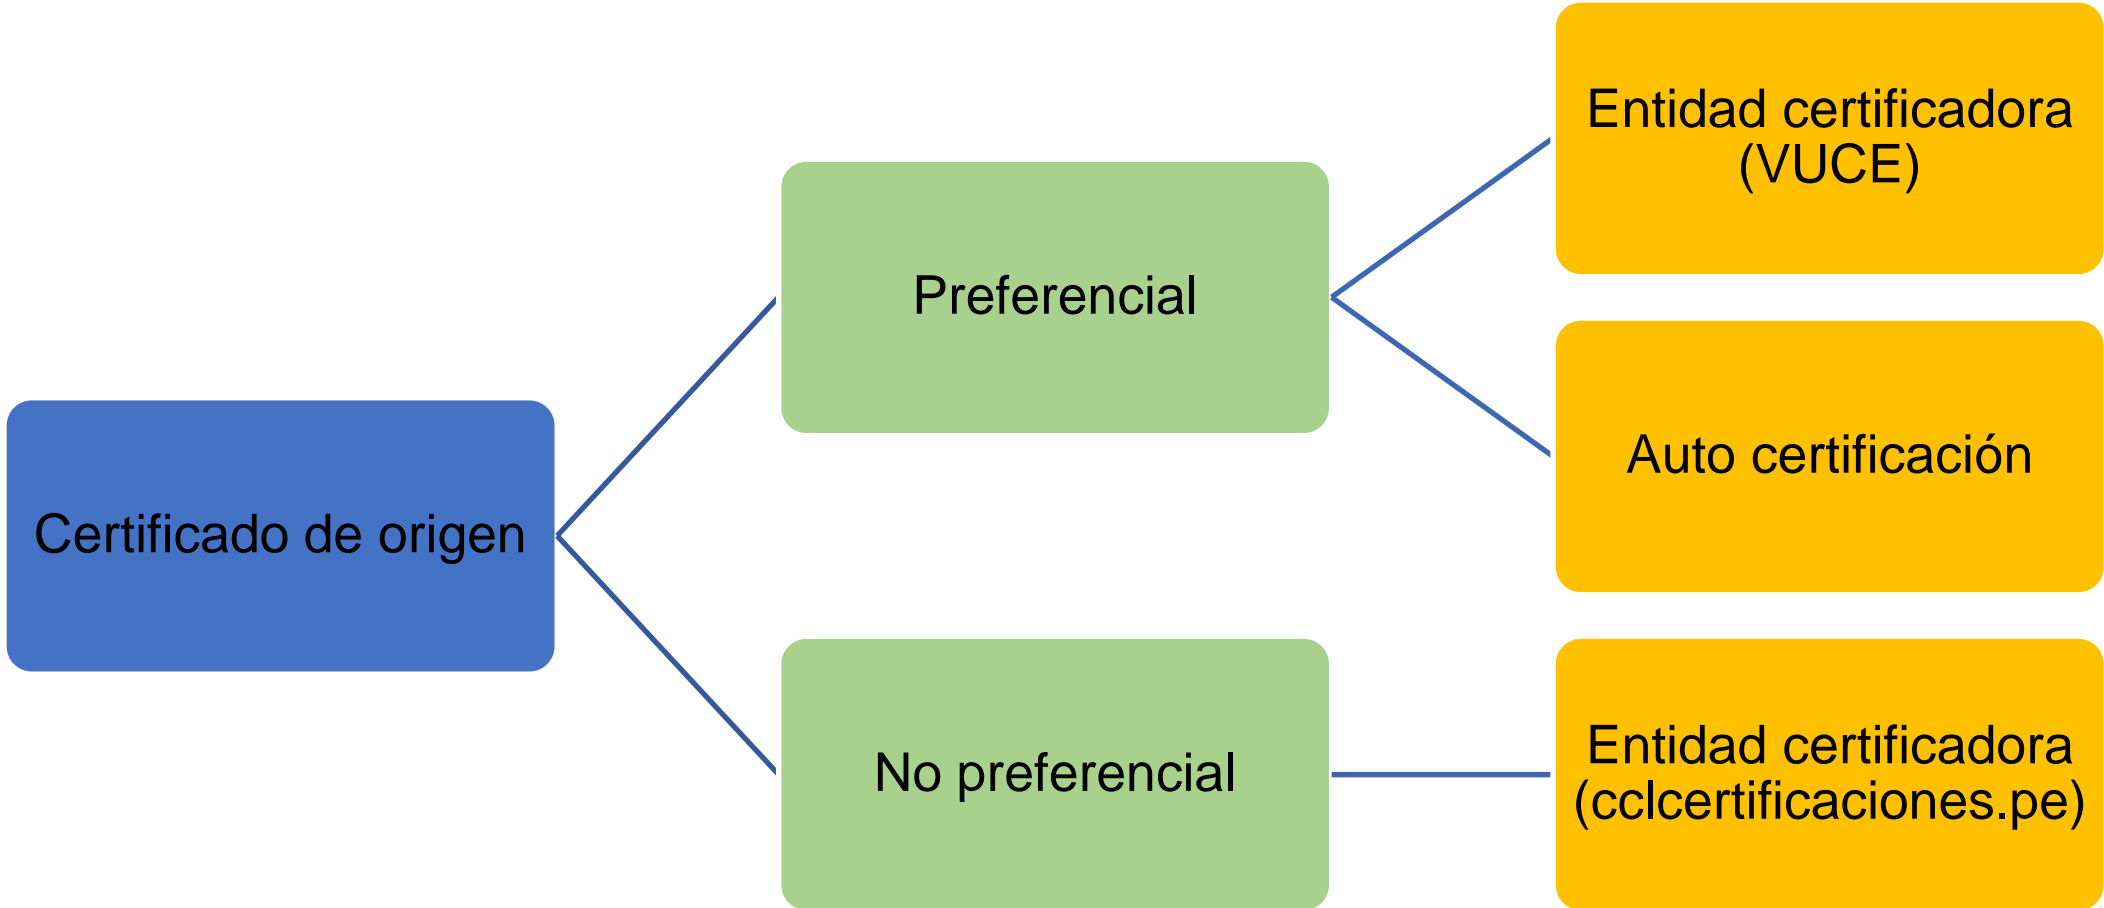 Certificado de origen
Preferencial
Entidad certificadora
(VUCE)
Auto certificación
No preferencial
Entidad certificadora
(cclcertificaciones.pe)